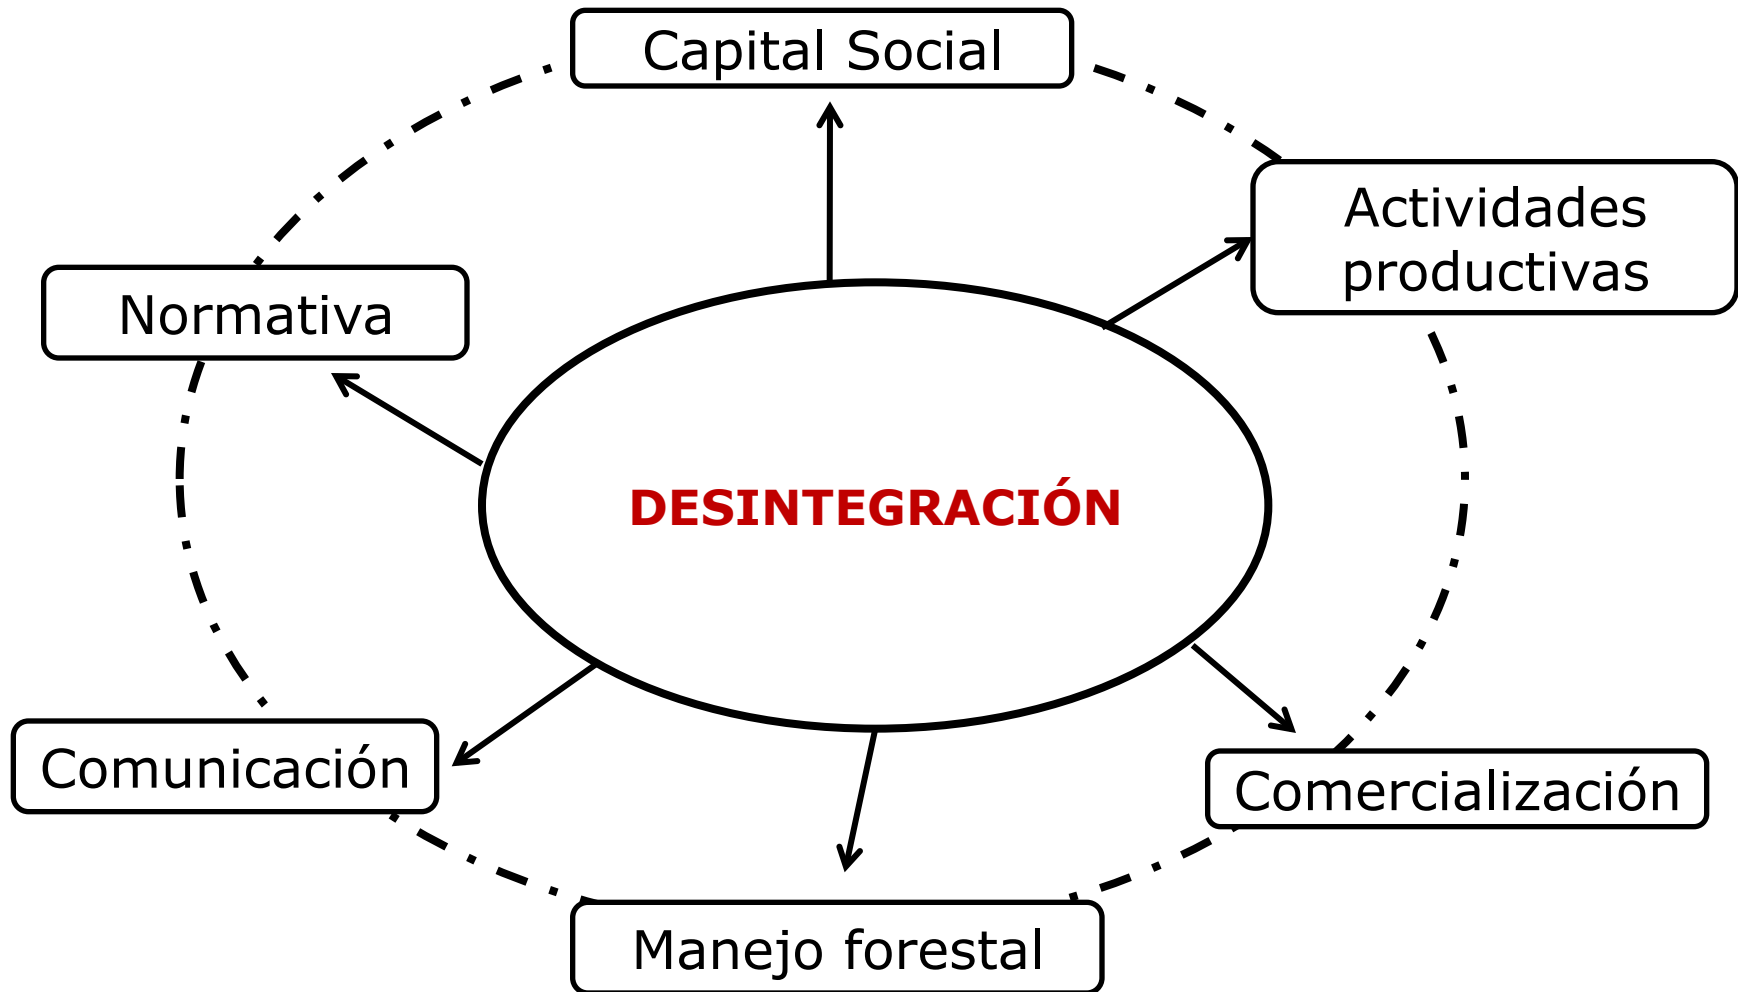 Capital Social
Actividades
productivas
Normativa
DESINTEGRACIÓN
Comunicación
Comercialización
Manejo forestal